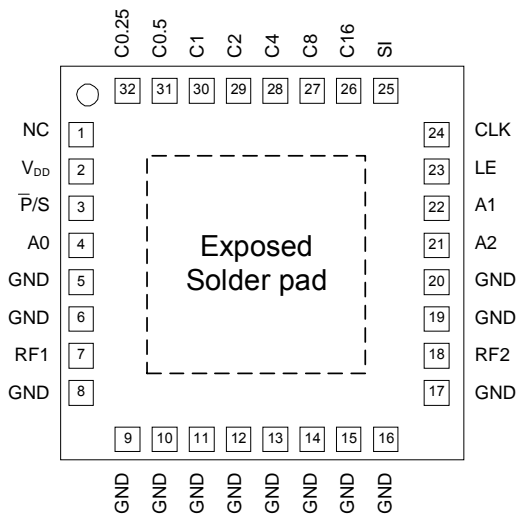 C0.25 C0.5 C1 C2 C4 C8 C16 SI
32 31 30 29 28 27 26 25
NC 1 24 CLK
VDD 2 23 LE
P̅/S 3 22 A1
A0 4 21 A2
Exposed
Solder pad
GND 5 20 GND
GND 6 19 GND
RF1 7 18 RF2
GND 8 17 GND
9 10 11 12 13 14 15 16
GND GND GND GND GND GND GND GND